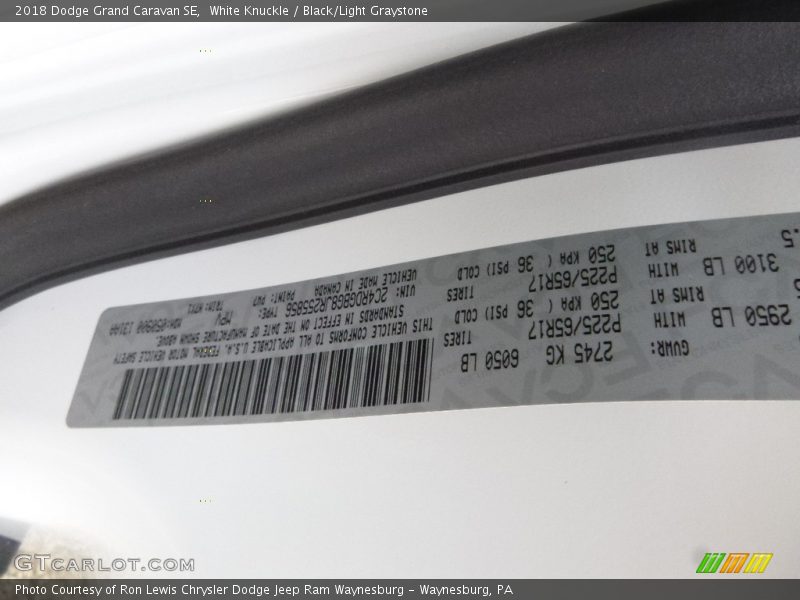 2018 Dodge Grand Caravan SE, White Knuckle / Black/Light Graystone
GVWR:
2745 KG
6050 LB
2950 LB
WITH
P225/65R17
TIRES
RIMS AT
250 KPA ( 36 PSI) COLD
3100 LB
WITH
P225/65R17
TIRES
RIMS AT
250 KPA ( 36 PSI) COLD
THIS VEHICLE CONFORMS TO ALL APPLICABLE U.S.A. FEDERAL MOTOR VEHICLE SAFETY
STANDARDS IN EFFECT ON THE DATE OF MANUFACTURE SHOWN ABOVE
VIN: 2C4RDGBG8JR255856 TYPE: MPV
VEHICLE MADE IN CANADA PAINT: PW7
GTCARLOT.COM
Photo Courtesy of Ron Lewis Chrysler Dodge Jeep Ram Waynesburg – Waynesburg, PA